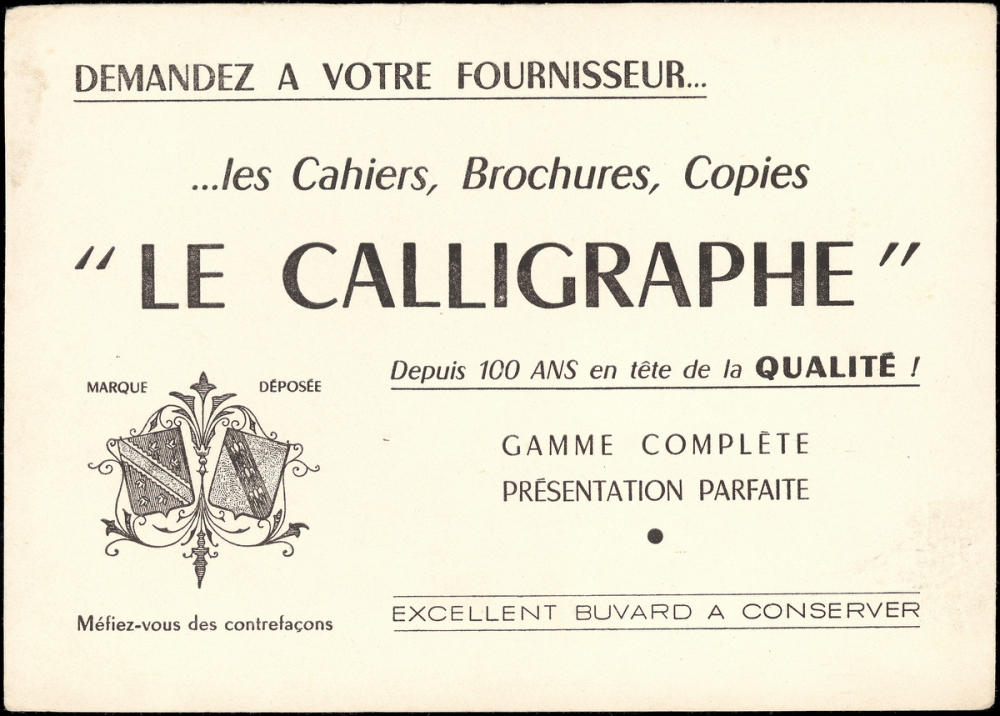 DEMANDEZ A VOTRE FOURNISSEUR...
...les Cahiers, Brochures, Copies
" LE CALLIGRAPHE "
Depuis 100 ANS en tête de la QUALITÉ !
MARQUE DÉPOSÉE
GAMME COMPLÈTE
PRÉSENTATION PARFAITE
Méfiez-vous des contrefaçons
EXCELLENT BUVARD A CONSERVER